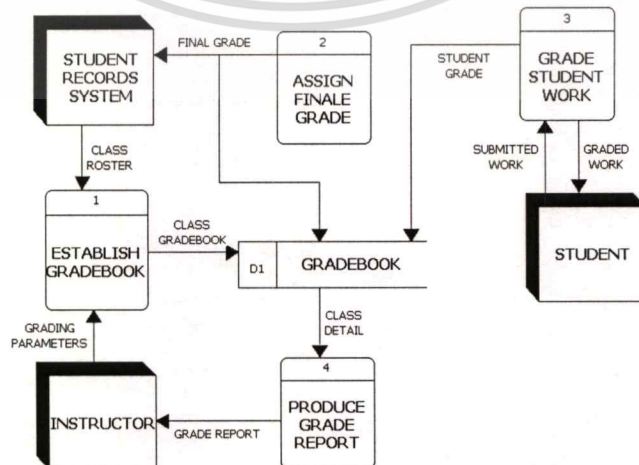 STUDENT
RECORDS
SYSTEM
FINAL GRADE
2
ASSIGN
FINALE
GRADE
STUDENT
GRADE
3
GRADE
STUDENT
WORK
CLASS
ROSTER
SUBMITTED
WORK
GRADED
WORK
1
ESTABLISH
GRADEBOOK
CLASS
GRADEBOOK
D1
GRADEBOOK
STUDENT
GRADING
PARAMETERS
CLASS
DETAIL
INSTRUCTOR
GRADE REPORT
4
PRODUCE
GRADE
REPORT